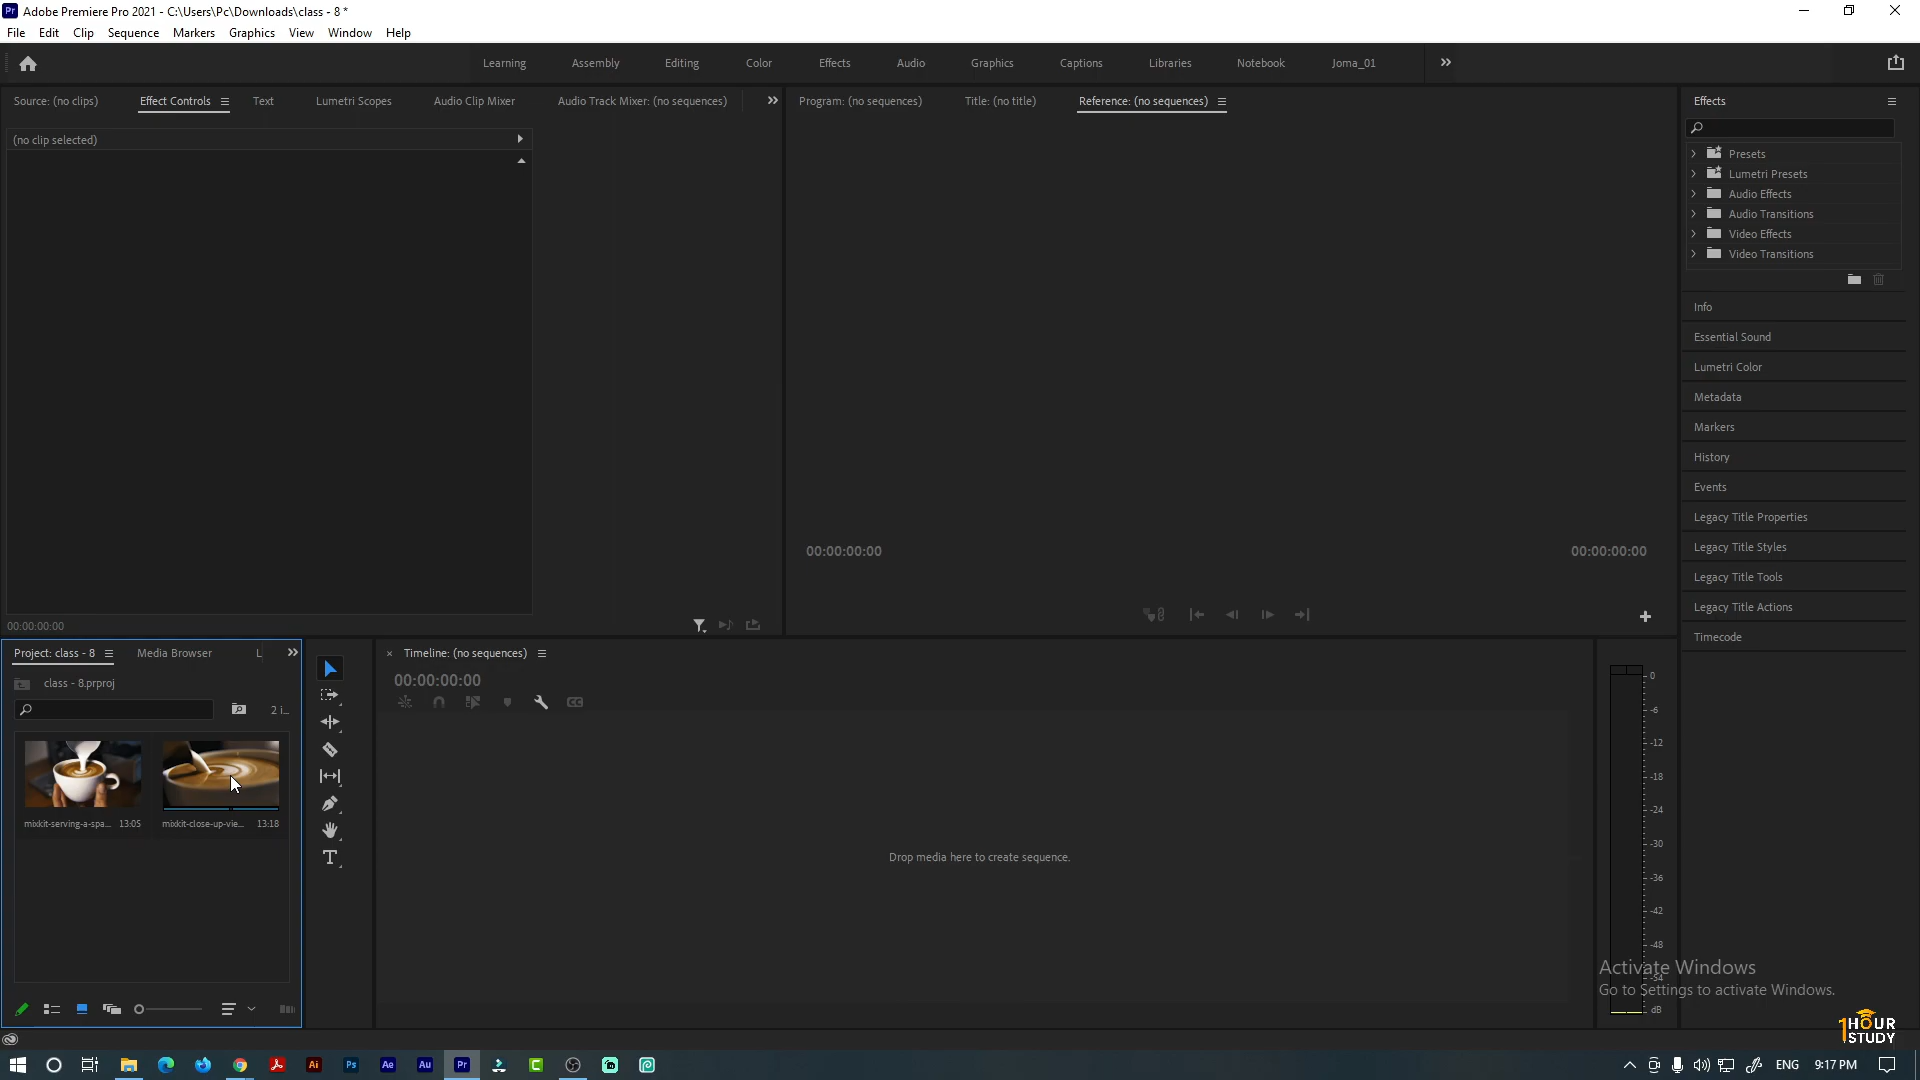 Adobe Premiere Pro 2021 - C:\Users\Pc\Downloads\class - 8 *
File Edit Clip Sequence Markers Graphics View Window Help
Learning Assembly Editing Color Effects Audio Graphics Captions Libraries Notebook Joma_01
Source: (no clips) Effect Controls Text Lumetri Scopes Audio Clip Mixer Audio Track Mixer: (no sequences)
Program: (no sequences) Title: (no title) Reference: (no sequences)
Effects
(no clip selected)
Presets
Lumetri Presets
Audio Effects
Audio Transitions
Video Effects
Video Transitions
Info
Essential Sound
Lumetri Color
Metadata
Markers
History
Events
Legacy Title Properties
Legacy Title Styles
Legacy Title Tools
Legacy Title Actions
Timecode
00:00:00:00 00:00:00:00
00:00:00:00
Project: class - 8 Media Browser L
class - 8.prproj
2 i...
mixkit-serving-a-spa... 13:05
mixkit-close-up-vie... 13:18
Timeline: (no sequences)
00:00:00:00
Drop media here to create sequence.
0
-6
-12
-18
-24
-30
-36
-42
-48
-54
dB
Activate Windows
Go to Settings to activate Windows.
1HOUR
STUDY
Ai Ps Ae Au Pr
ENG 9:17 PM